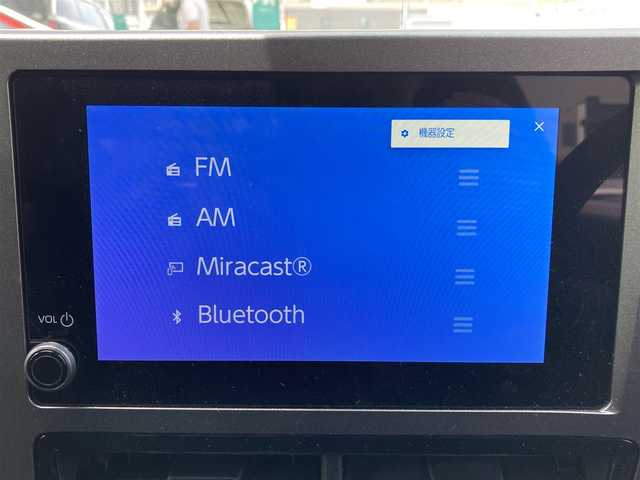 機器設定
FM
AM
Miracast®
Bluetooth
VOL